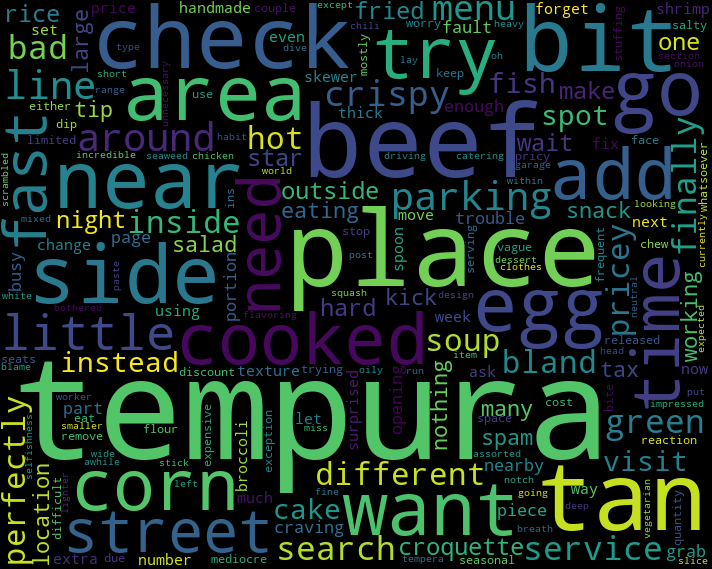 forget
stuffing
shrimp
price
couple
except
set
handmade
large
rice
bad
check
try
bit
fried
menu
even
dive
fault
chili
heavy
oh
type
mostly
salty
onion
section
one
line
tip
area
skewer
lay
keep
crispy
fish
make
worry
short
range
use
unnecessary
either
dip
around
thick
enough
spot
go
fix
face
limited
habit
beef
hot
star
wait
pricy
driving
catering
garage
incredible
seaweed
chicken
world
scrambled
fast
near
add
within
whatsoever
looking
mixed
night
inside
outside
parking
snack
finally
next
currently
eating
move
trouble
change
page
salad
need
stop
spoon
vague
dessert
clothes
serving
chew
busy
portion
ins
place
post
frequent
pricey
white
paste
side
using
squash
hard
kick
week
design
egg
neutral
time
working
expected
bothered
flavoring
released
little
cooked
soup
seats
blame
instead
discount
texture
trying
oily
run
item
ask
bland
tax
head
now
put
impressed
worker
part
tempura
let
opening
surprised
nothing
many
cost
bite
perfectly
eat
smaller
remove
flour
expensive
broccoli
exception
miss
space
spam
nearby
green
reaction
selfishness
awhile
wide
stick
assorted
notch
different
visit
location
difficult
corn
left
much
cake
fine
want
going
piece
way
tan
vegetarian
quantity
lighter
street
craving
deep
breath
extra
due
number
mediocre
search
croquette
tempera
seasonal
service
grab
slice